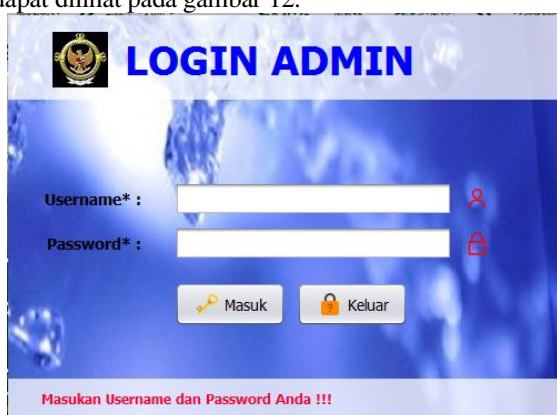 dapat dilihat pada gambar 12.
LOGIN ADMIN
Username* :
Password* :
Masuk Keluar
Masukan Username dan Password Anda !!!